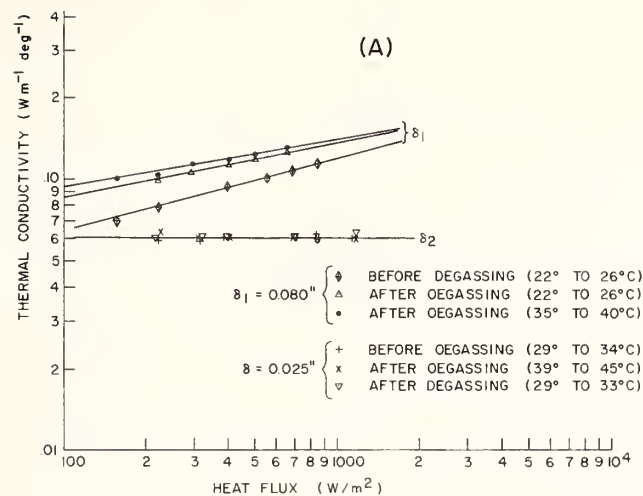 (A)
THERMAL CONDUCTIVITY (Wm⁻¹ deg⁻¹)
.4
3
2
.10
9
8
7
6
5
4
3
2
.01
δ1
δ2
δ1 = 0.080"
BEFORE DEGASSING (22° TO 26°C)
AFTER OEGASSING (22° TO 26°C)
AFTER OEGASSING (35° TO 40°C)
δ = 0.025"
BEFORE OEGASSING (29° TO 34°C)
AFTER OEGASSING (39° TO 45°C)
AFTER DEGASSING (29° TO 33°C)
100 2 3 4 5 6 7 8 9 1000 2 3 4 5 6 7 8 9 10⁴
HEAT FLUX (W/m²)